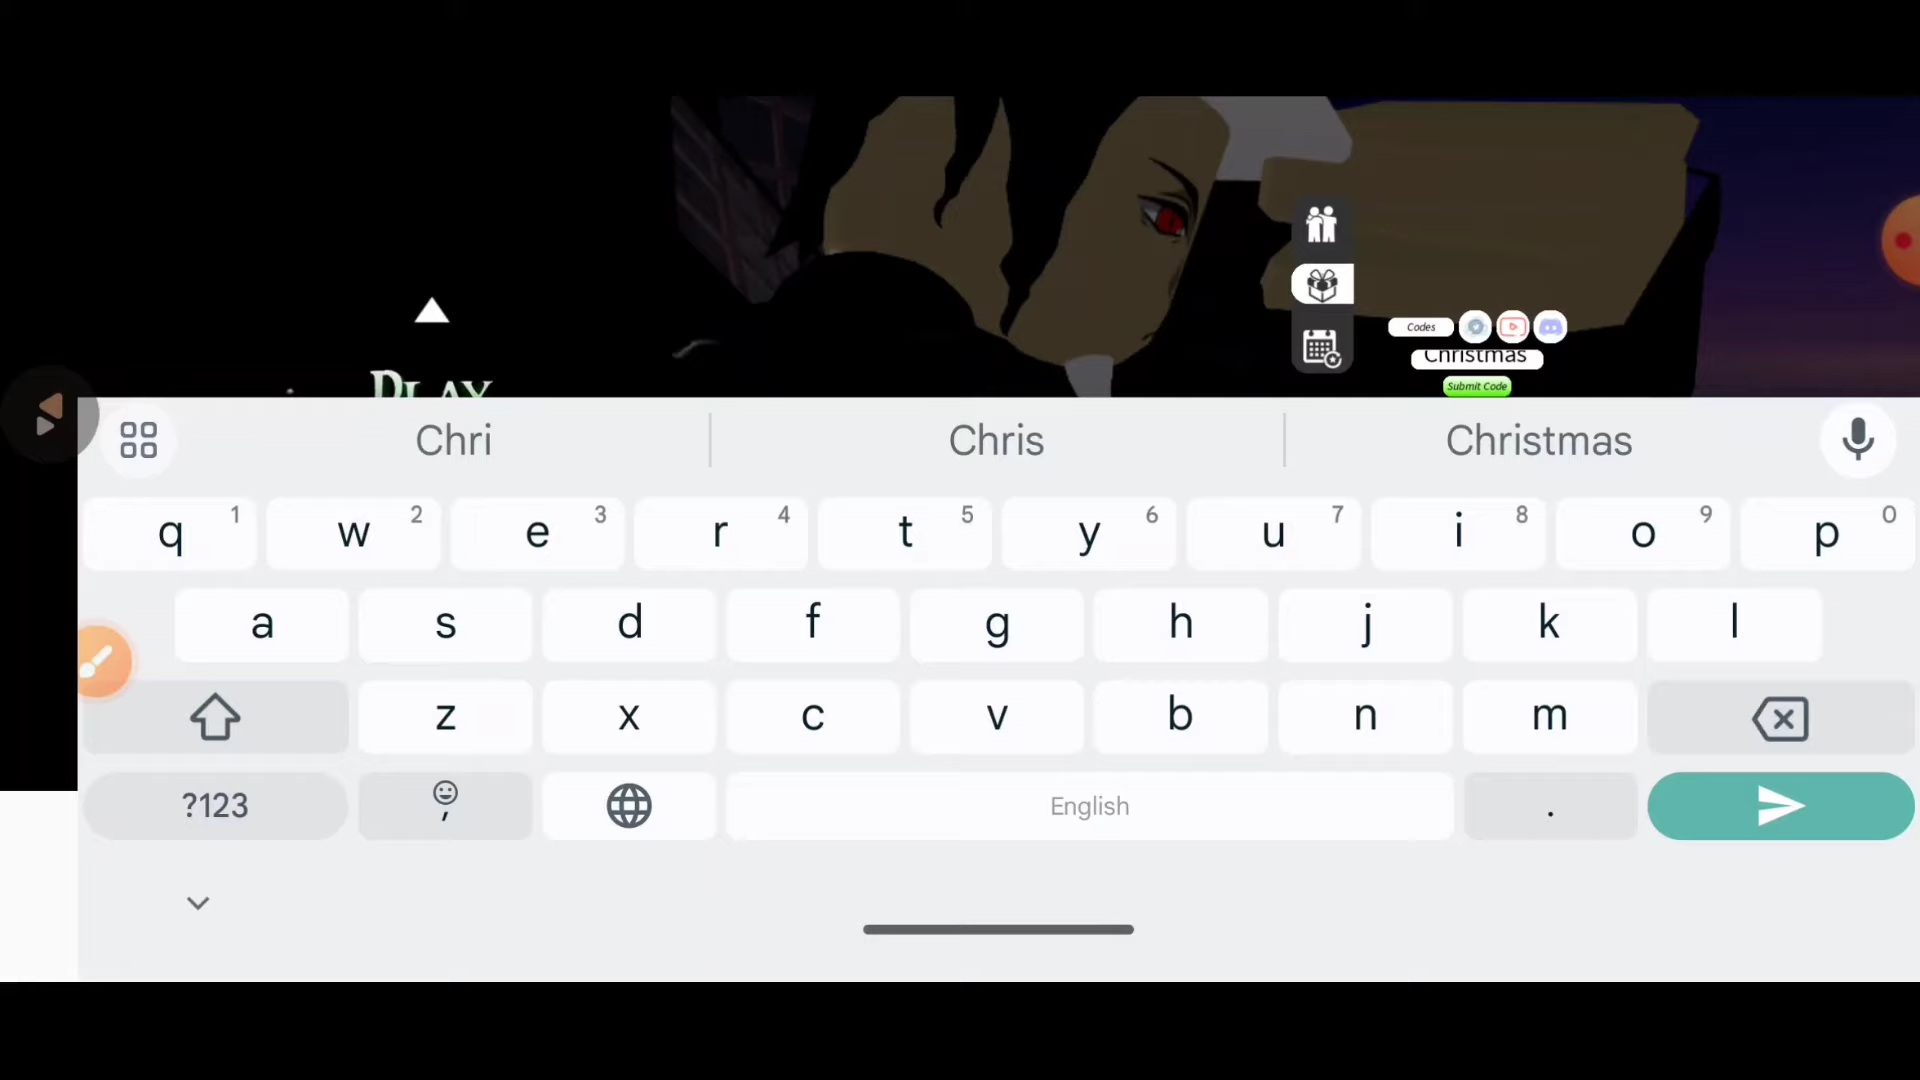 Codes
Christmas
Submit Code
PLAY
Chri Chris Christmas
q 1 w 2 e 3 r 4 t 5 y 6 u 7 i 8 o 9 p 0
a s d f g h j k l
z x c v b n m
?123 , English .